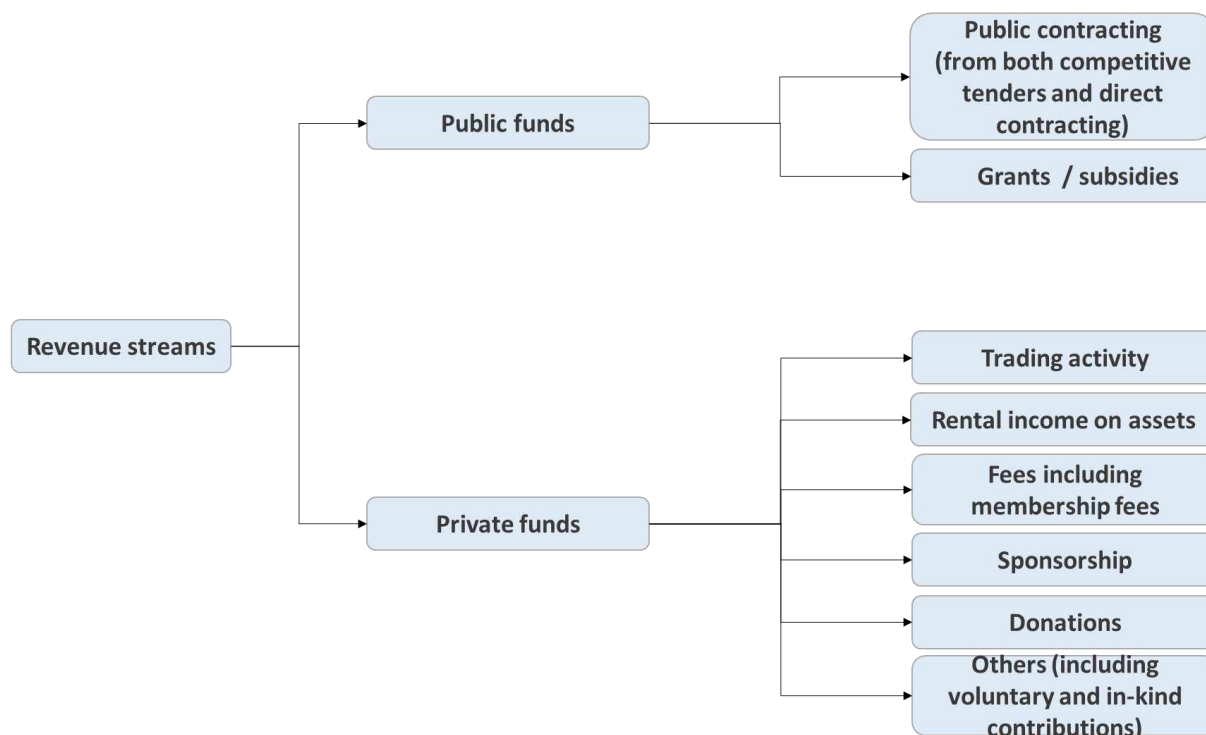 Revenue streams
Public funds
Public contracting
(from both competitive
tenders and direct
contracting)
Grants / subsidies
Private funds
Trading activity
Rental income on assets
Fees including
membership fees
Sponsorship
Donations
Others (including
voluntary and in-kind
contributions)